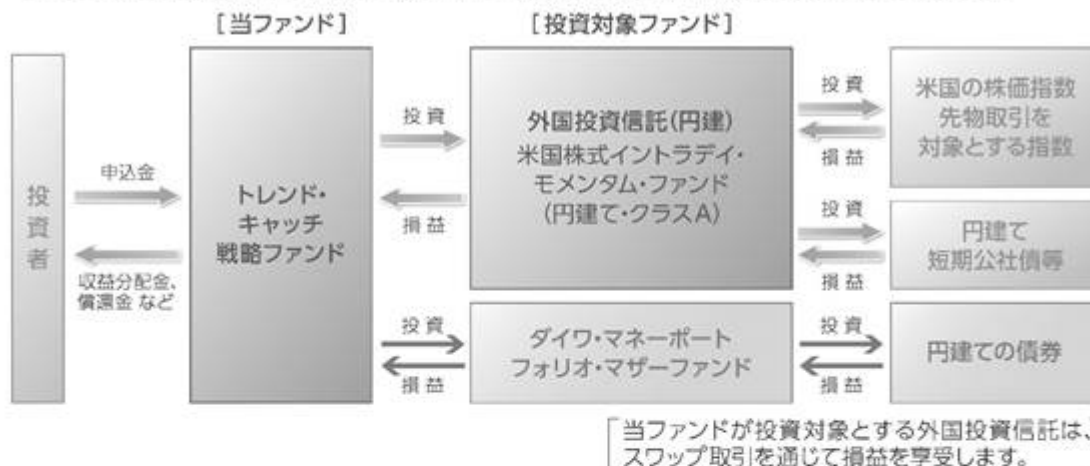 [当ファンド]
[投資対象ファンド]
投資者
申込金
収益分配金、
償還金 など
トレンド・
キャッチ
戦略ファンド
投資
損益
外国投資信託(円建)
米国株式イントラデイ・
モメンタム・ファンド
(円建て・クラスA)
投資
損益
米国の株価指数
先物取引を
対象とする指数
投資
損益
円建て
短期公社債等
投資
損益
ダイワ・マネーポート
フォリオ・マザーファンド
投資
損益
円建ての債券
当ファンドが投資対象とする外国投資信託は、
スワップ取引を通じて損益を享受します。